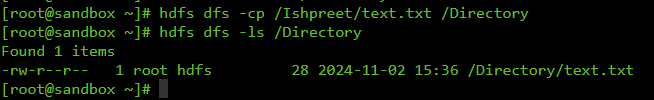 [root@sandbox ~]# hdfs dfs -cp /Ishpreet/text.txt /Directory
[root@sandbox ~]# hdfs dfs -ls /Directory
Found 1 items
-rw-r--r--   1 root hdfs         28 2024-11-02 15:36 /Directory/text.txt
[root@sandbox ~]#